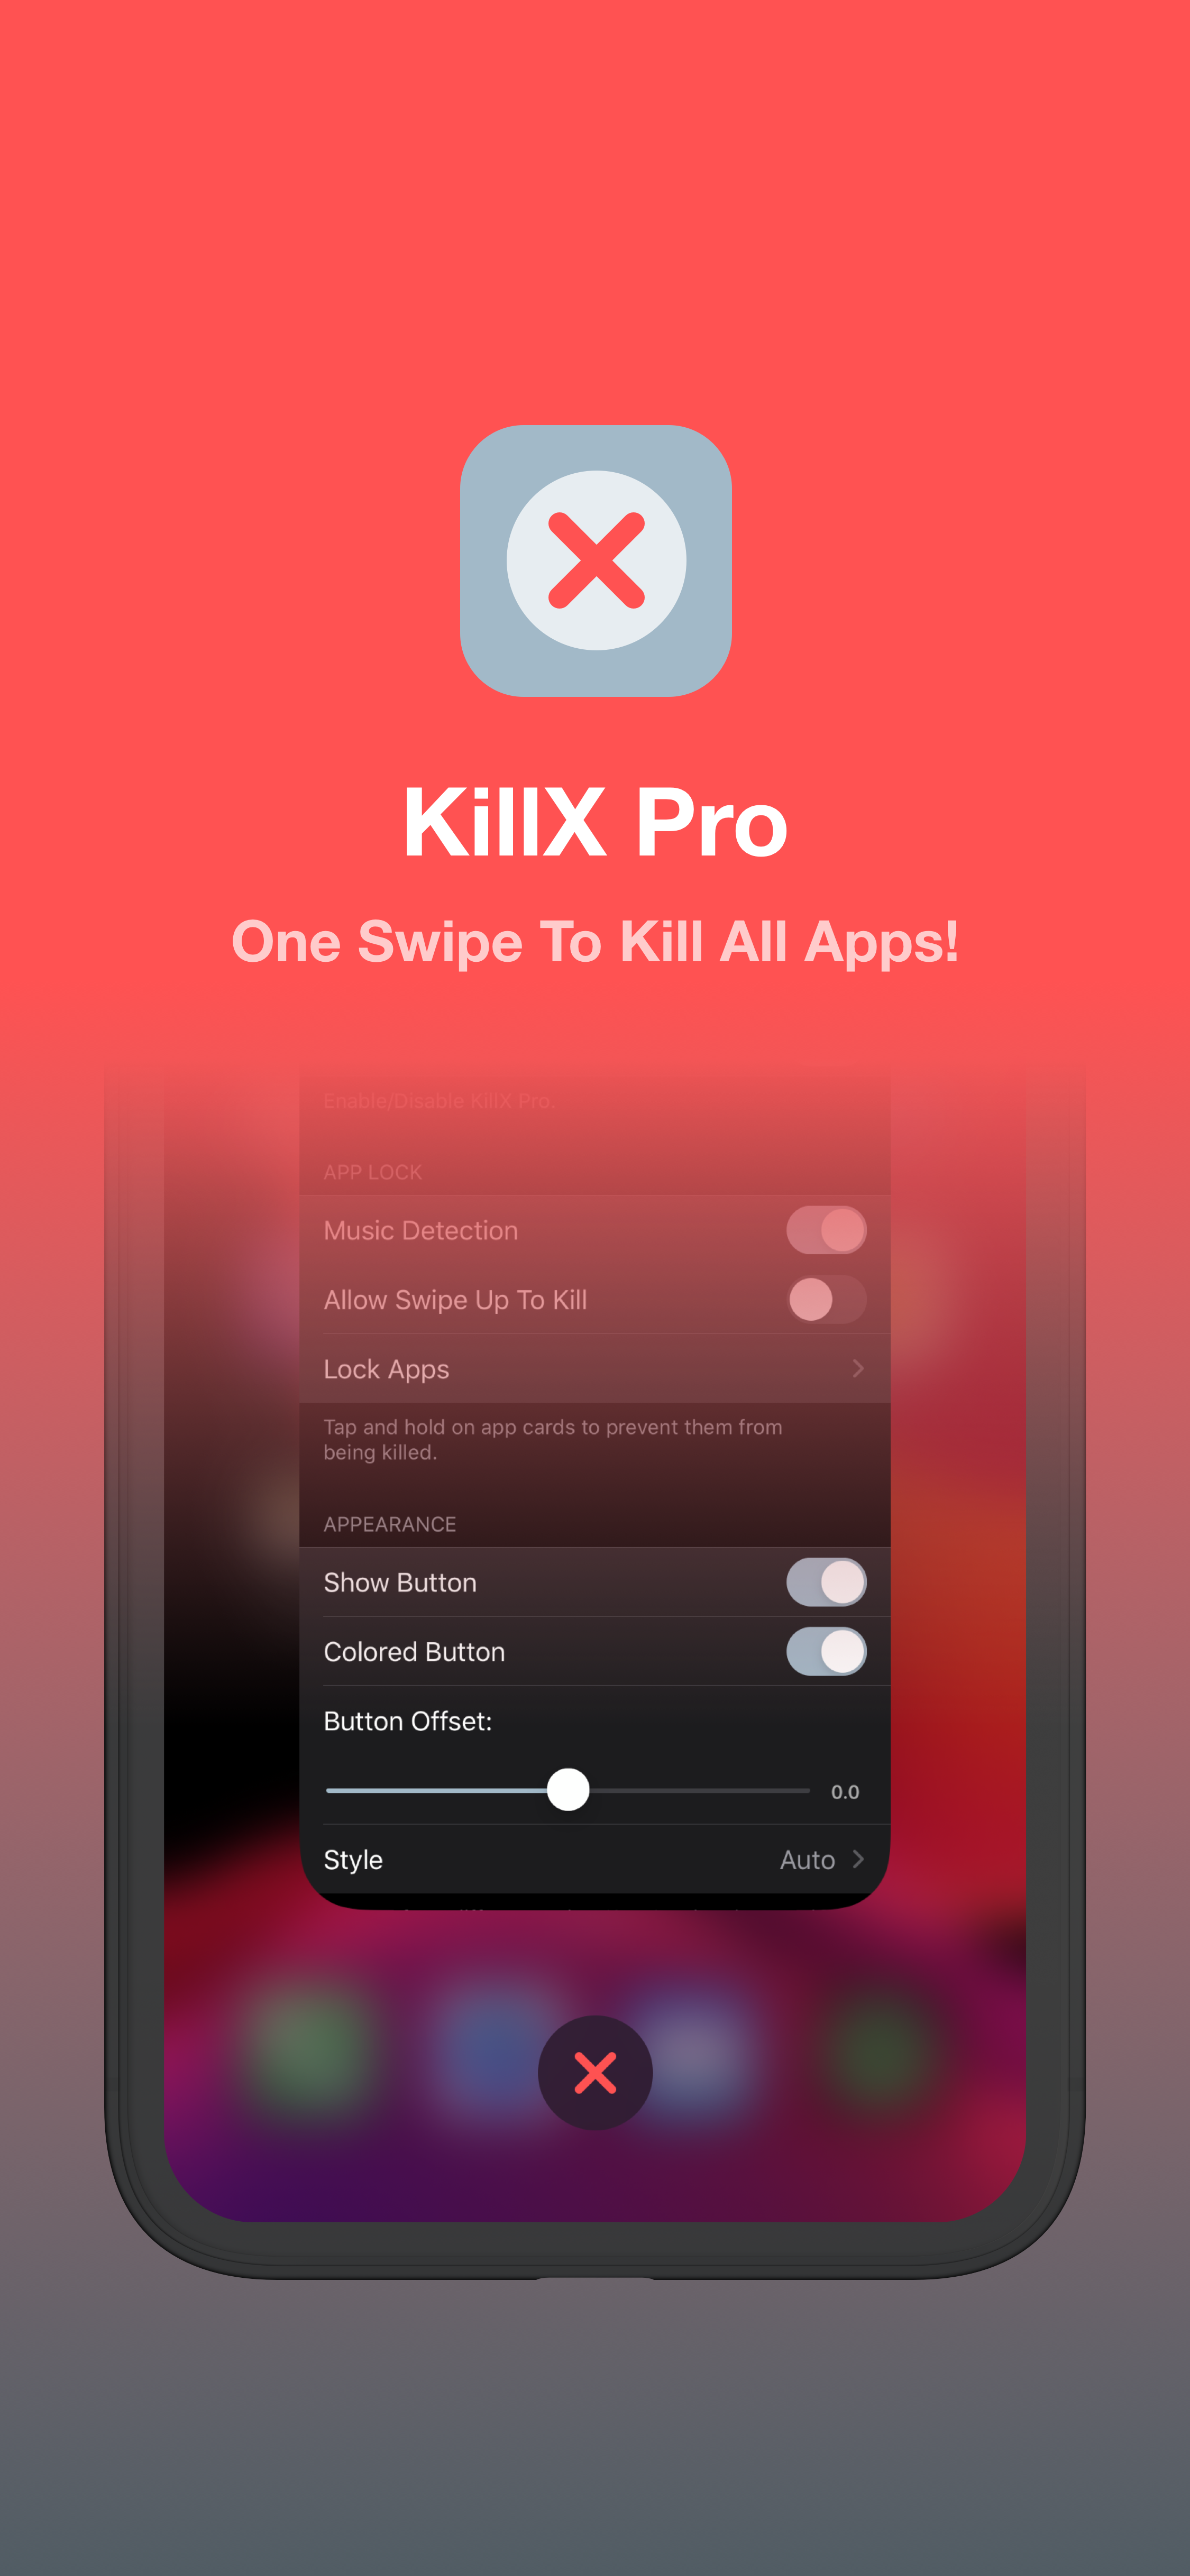 KillX Pro
One Swipe To Kill All Apps!
Enable/Disable KillX Pro.
APP LOCK
Music Detection
Allow Swipe Up To Kill
Lock Apps
Tap and hold on app cards to prevent them from
being killed.
APPEARANCE
Show Button
Colored Button
Button Offset:
0.0
Style Auto